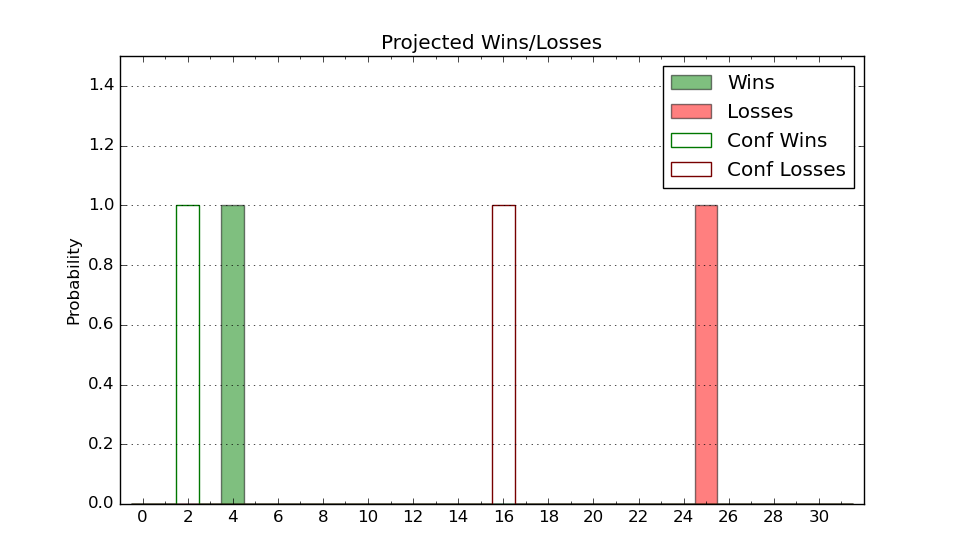 Projected Wins/Losses
Wins
Losses
Conf Wins
Conf Losses
Probability
1.4
1.2
1.0
0.8
0.6
0.4
0.2
0.0
0 2 4 6 8 10 12 14 16 18 20 22 24 26 28 30